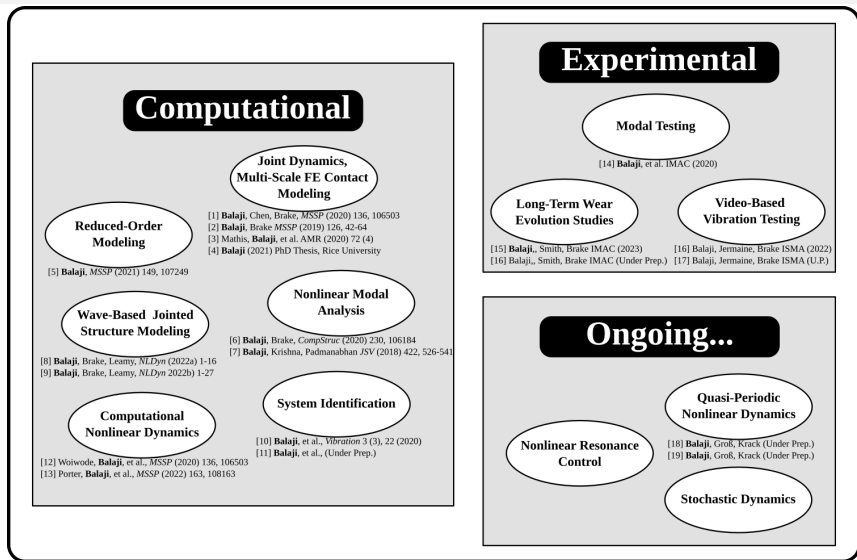 Computational
Joint Dynamics,
Multi-Scale FE Contact
Modeling
[1] Balaji, Chen, Brake, MSSP (2020) 136, 106503
[2] Balaji, Brake MSSP (2019) 126, 42-64
[3] Mathis, Balaji, et al. AMR (2020) 72 (4)
[4] Balaji (2021) PhD Thesis, Rice University
Reduced-Order
Modeling
[5] Balaji, MSSP (2021) 149, 107249
Nonlinear Modal
Analysis
[6] Balaji, Brake, CompStruc (2020) 230, 106184
[7] Balaji, Krishna, Padmanabhan JSV (2018) 422, 526-541
Wave-Based Jointed
Structure Modeling
[8] Balaji, Brake, Leamy, NLDyn (2022a) 1-16
[9] Balaji, Brake, Leamy, NLDyn 2022b) 1-27
System Identification
[10] Balaji, et al., Vibration 3 (3), 22 (2020)
[11] Balaji, et al., (Under Prep.)
Computational
Nonlinear Dynamics
[12] Woiwode, Balaji, et al., MSSP (2020) 136, 106503
[13] Porter, Balaji, et al., MSSP (2022) 163, 108163
Experimental
Modal Testing
[14] Balaji, et al. IMAC (2020)
Long-Term Wear
Evolution Studies
[15] Balaji,, Smith, Brake IMAC (2023)
[16] Balaji,, Smith, Brake IMAC (Under Prep.)
Video-Based
Vibration Testing
[16] Balaji, Jermaine, Brake ISMA (2022)
[17] Balaji, Jermaine, Brake ISMA (U.P.)
Ongoing...
Quasi-Periodic
Nonlinear Dynamics
[18] Balaji, Groß, Krack (Under Prep.)
[19] Balaji, Groß, Krack (Under Prep.)
Nonlinear Resonance
Control
Stochastic Dynamics